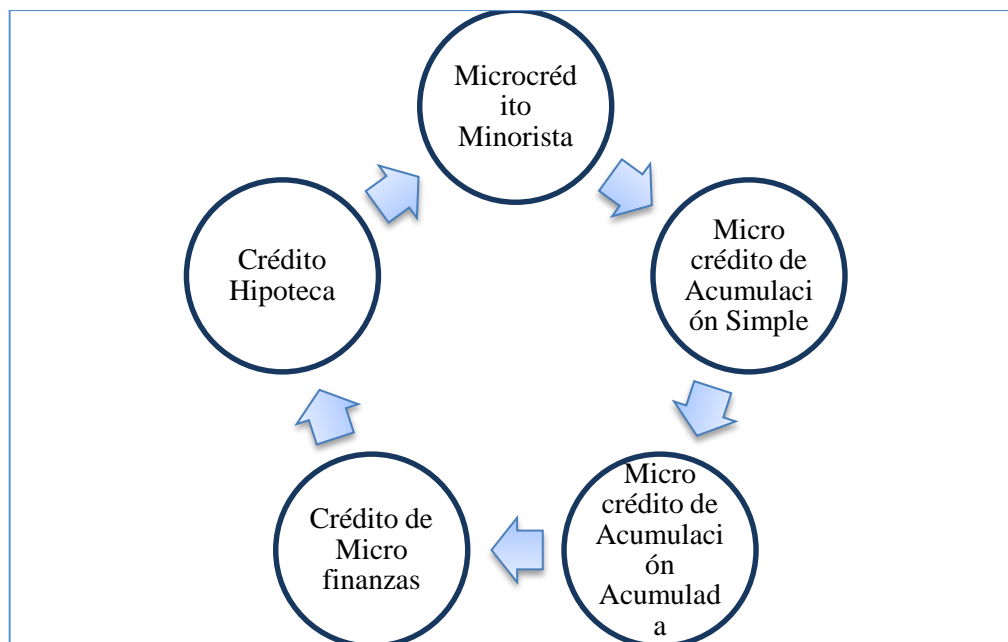 Microcréd
ito
Minorista
Micro
crédito de
Acumulaci
ón Simple
Micro
crédito de
Acumulaci
ón
Acumulad
a
Crédito de
Micro
finanzas
Crédito
Hipoteca